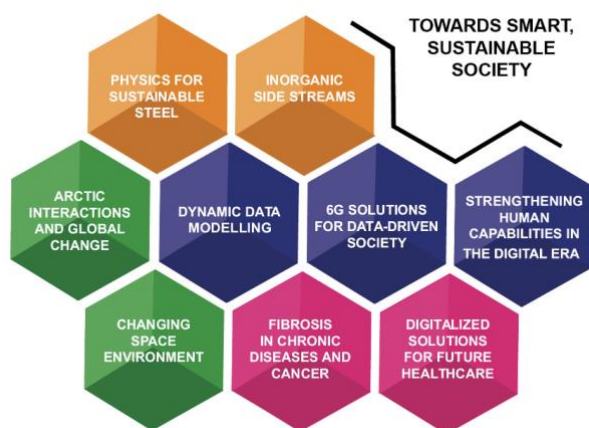 TOWARDS SMART,
SUSTAINABLE
SOCIETY
PHYSICS FOR
SUSTAINABLE
STEEL
INORGANIC
SIDE STREAMS
ARCTIC
INTERACTIONS
AND GLOBAL
CHANGE
DYNAMIC DATA
MODELLING
6G SOLUTIONS
FOR DATA-DRIVEN
SOCIETY
STRENGTHENING
HUMAN
CAPABILITIES IN
THE DIGITAL ERA
CHANGING
SPACE
ENVIRONMENT
FIBROSIS
IN CHRONIC
DISEASES AND
CANCER
DIGITALIZED
SOLUTIONS
FOR FUTURE
HEALTHCARE